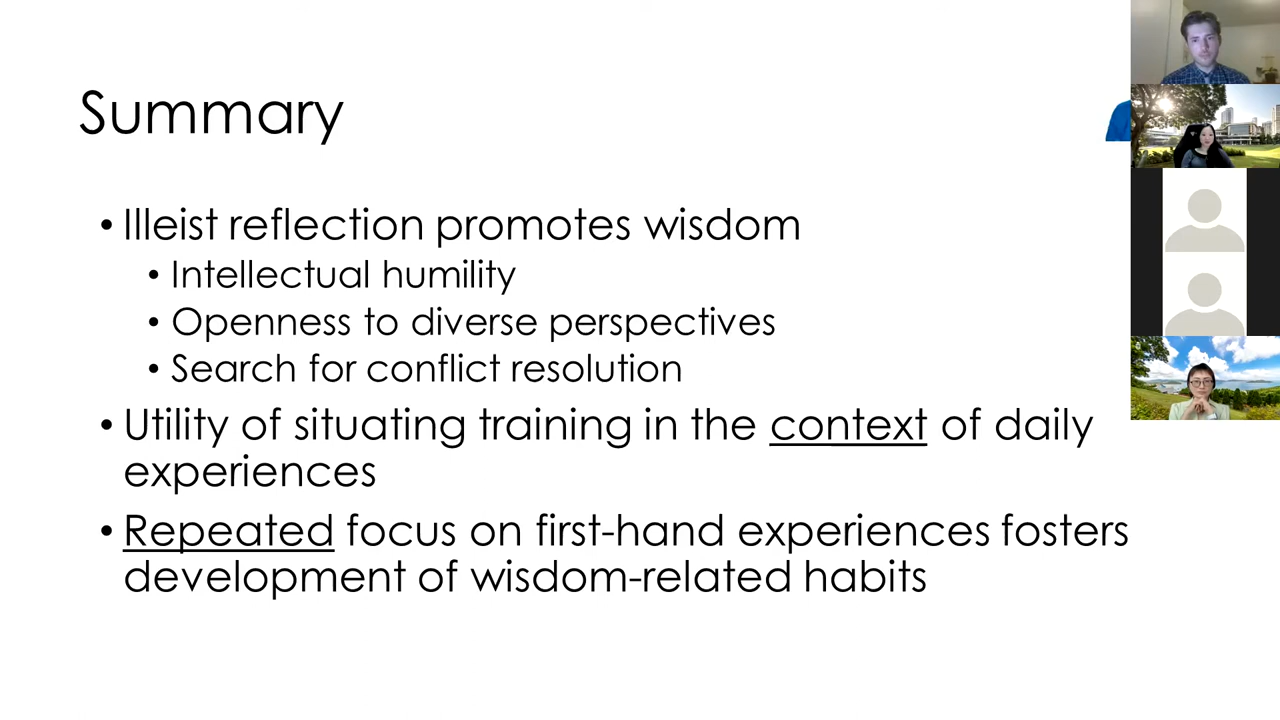 Summary
• Illeist reflection promotes wisdom
• Intellectual humility
• Openness to diverse perspectives
• Search for conflict resolution
• Utility of situating training in the context of daily
experiences
• Repeated focus on first-hand experiences fosters
development of wisdom-related habits